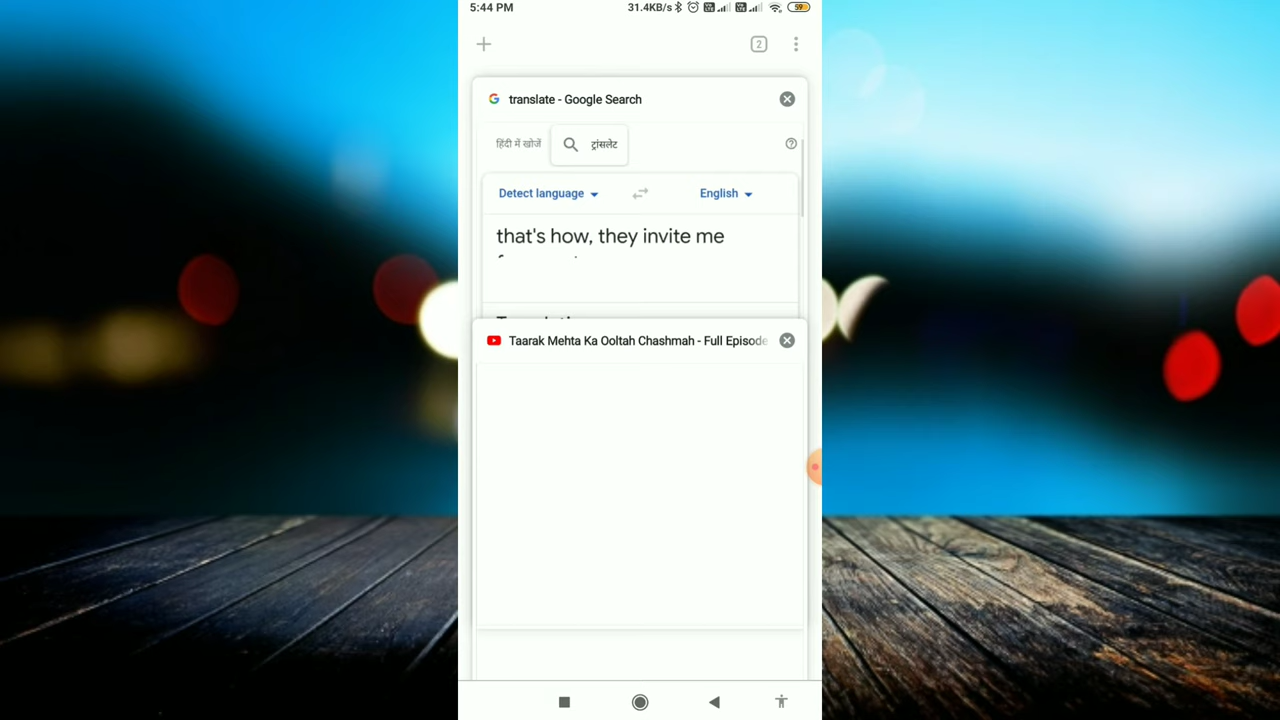 5:44 PM 31.4KB/s 59
2
translate - Google Search
हिंदी में खोजें ट्रांसलेट
Detect language English
that's how, they invite me
Taarak Mehta Ka Ooltah Chashmah - Full Episode